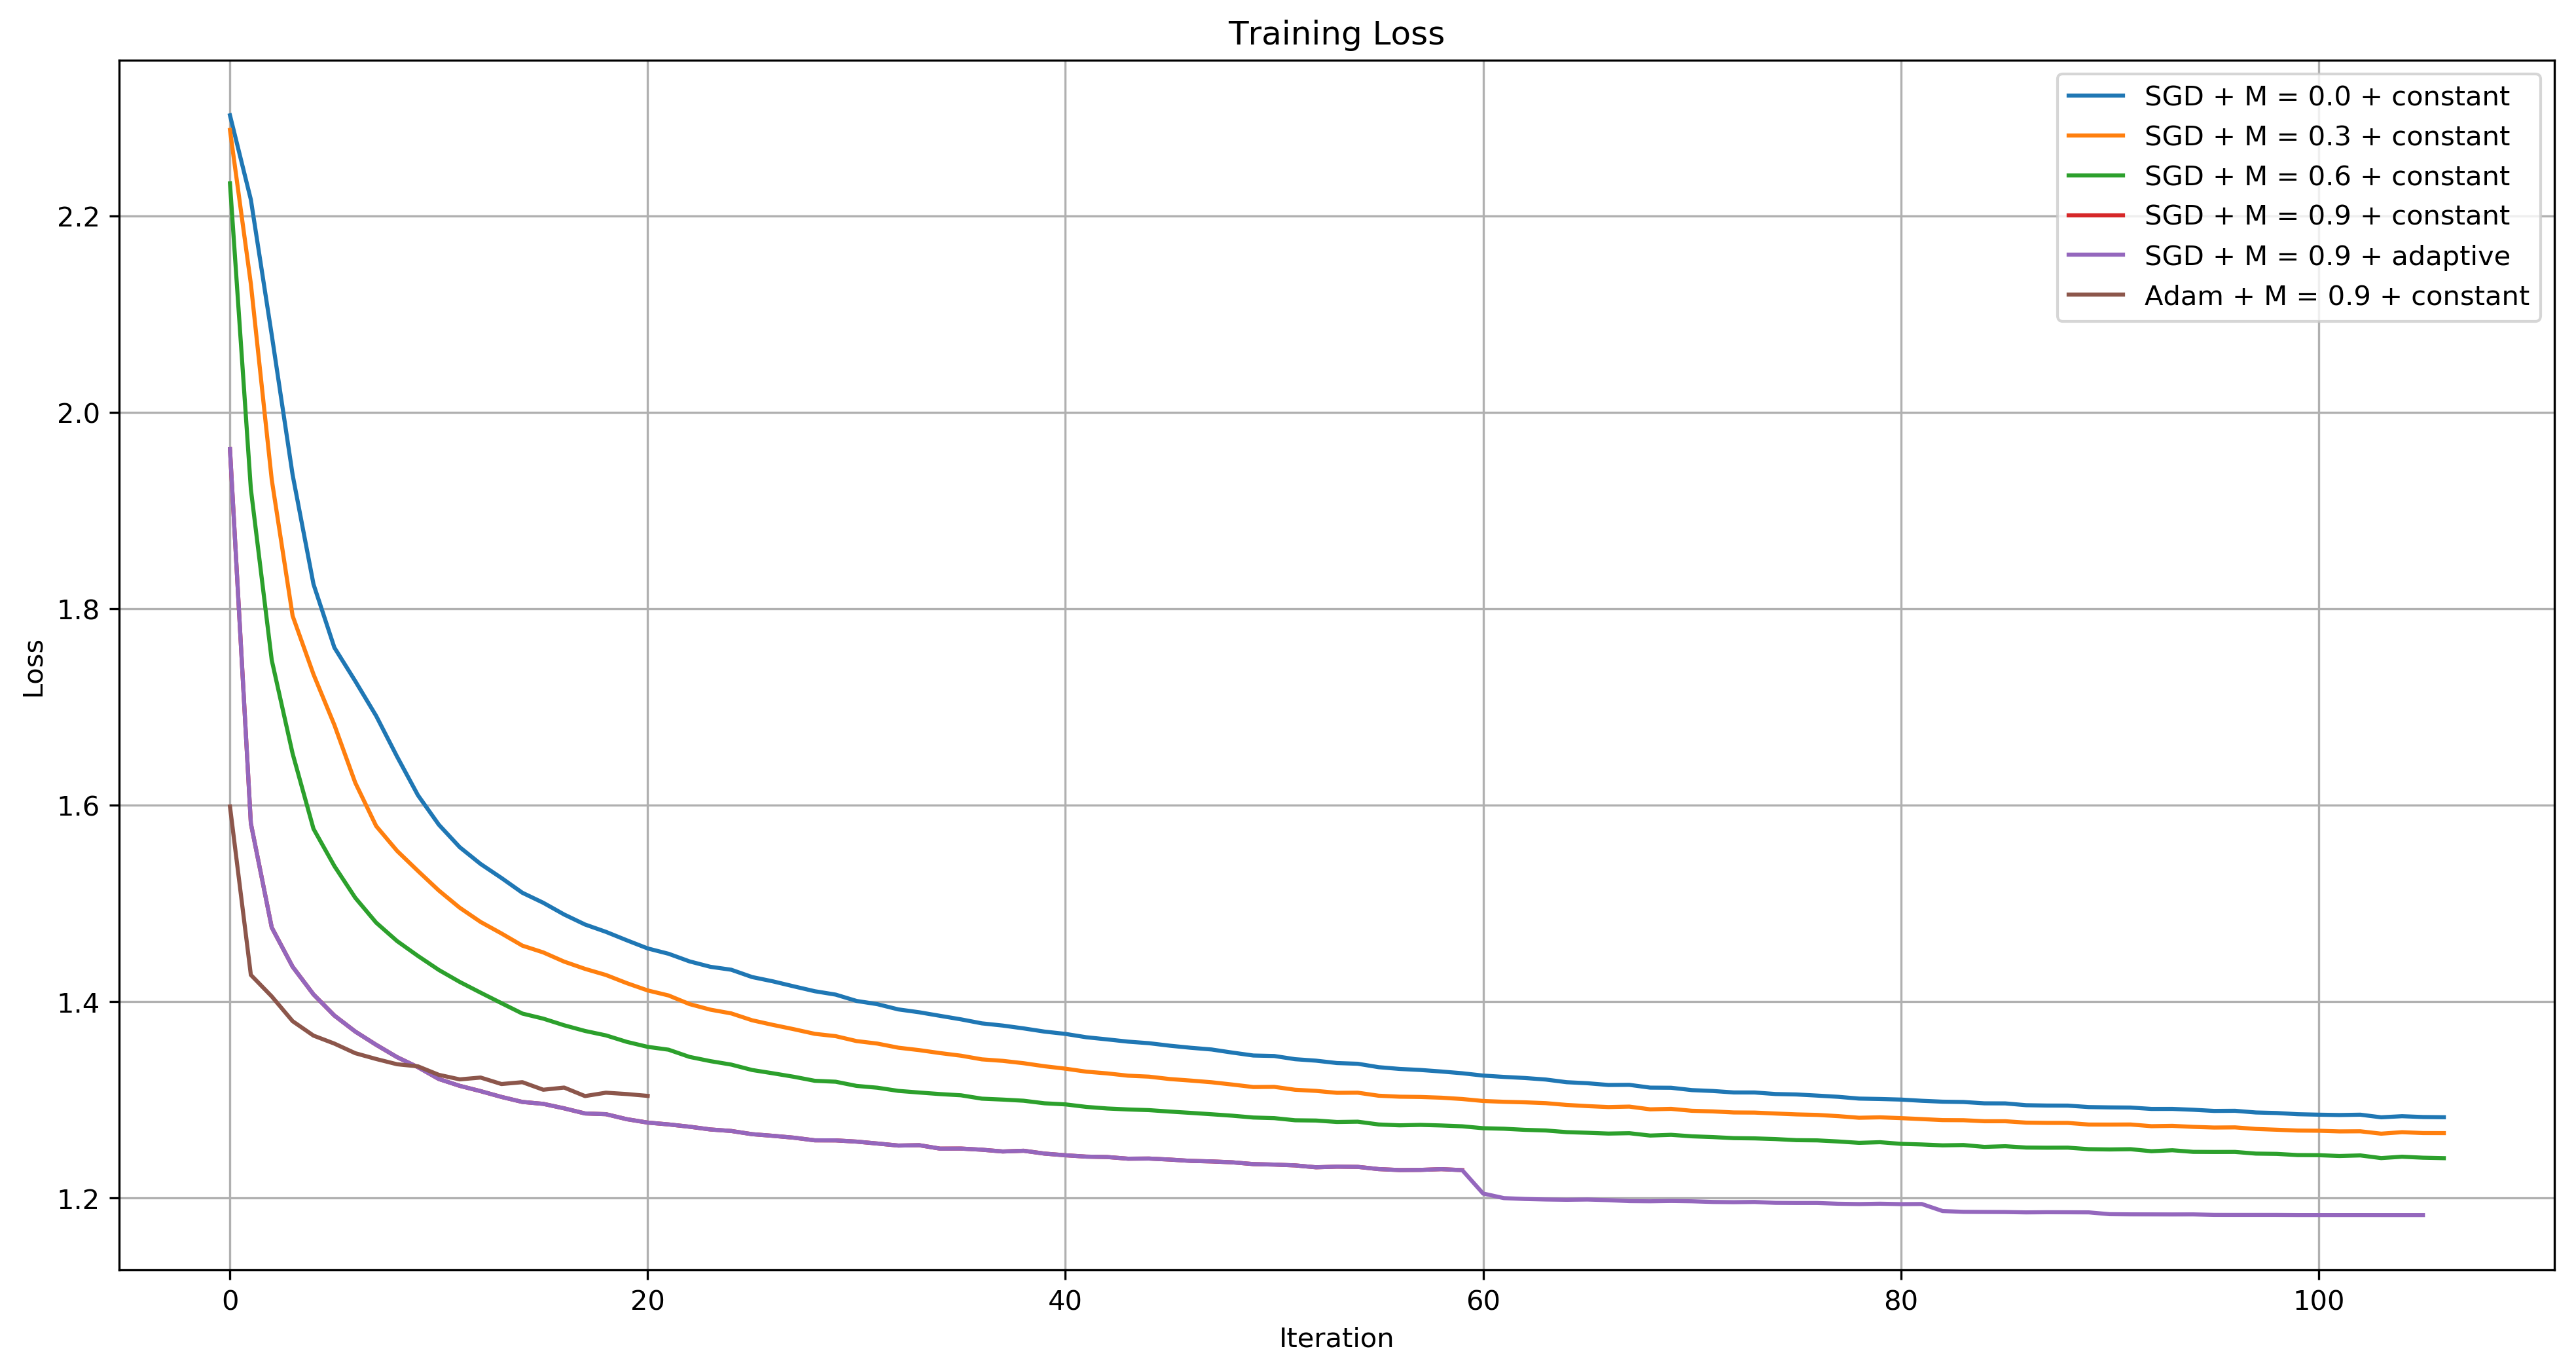 Training Loss
SGD + M = 0.0 + constant
SGD + M = 0.3 + constant
SGD + M = 0.6 + constant
SGD + M = 0.9 + constant
SGD + M = 0.9 + adaptive
Adam + M = 0.9 + constant
2.2
2.0
1.8
1.6
1.4
1.2
Loss
0 20 40 60 80 100
Iteration